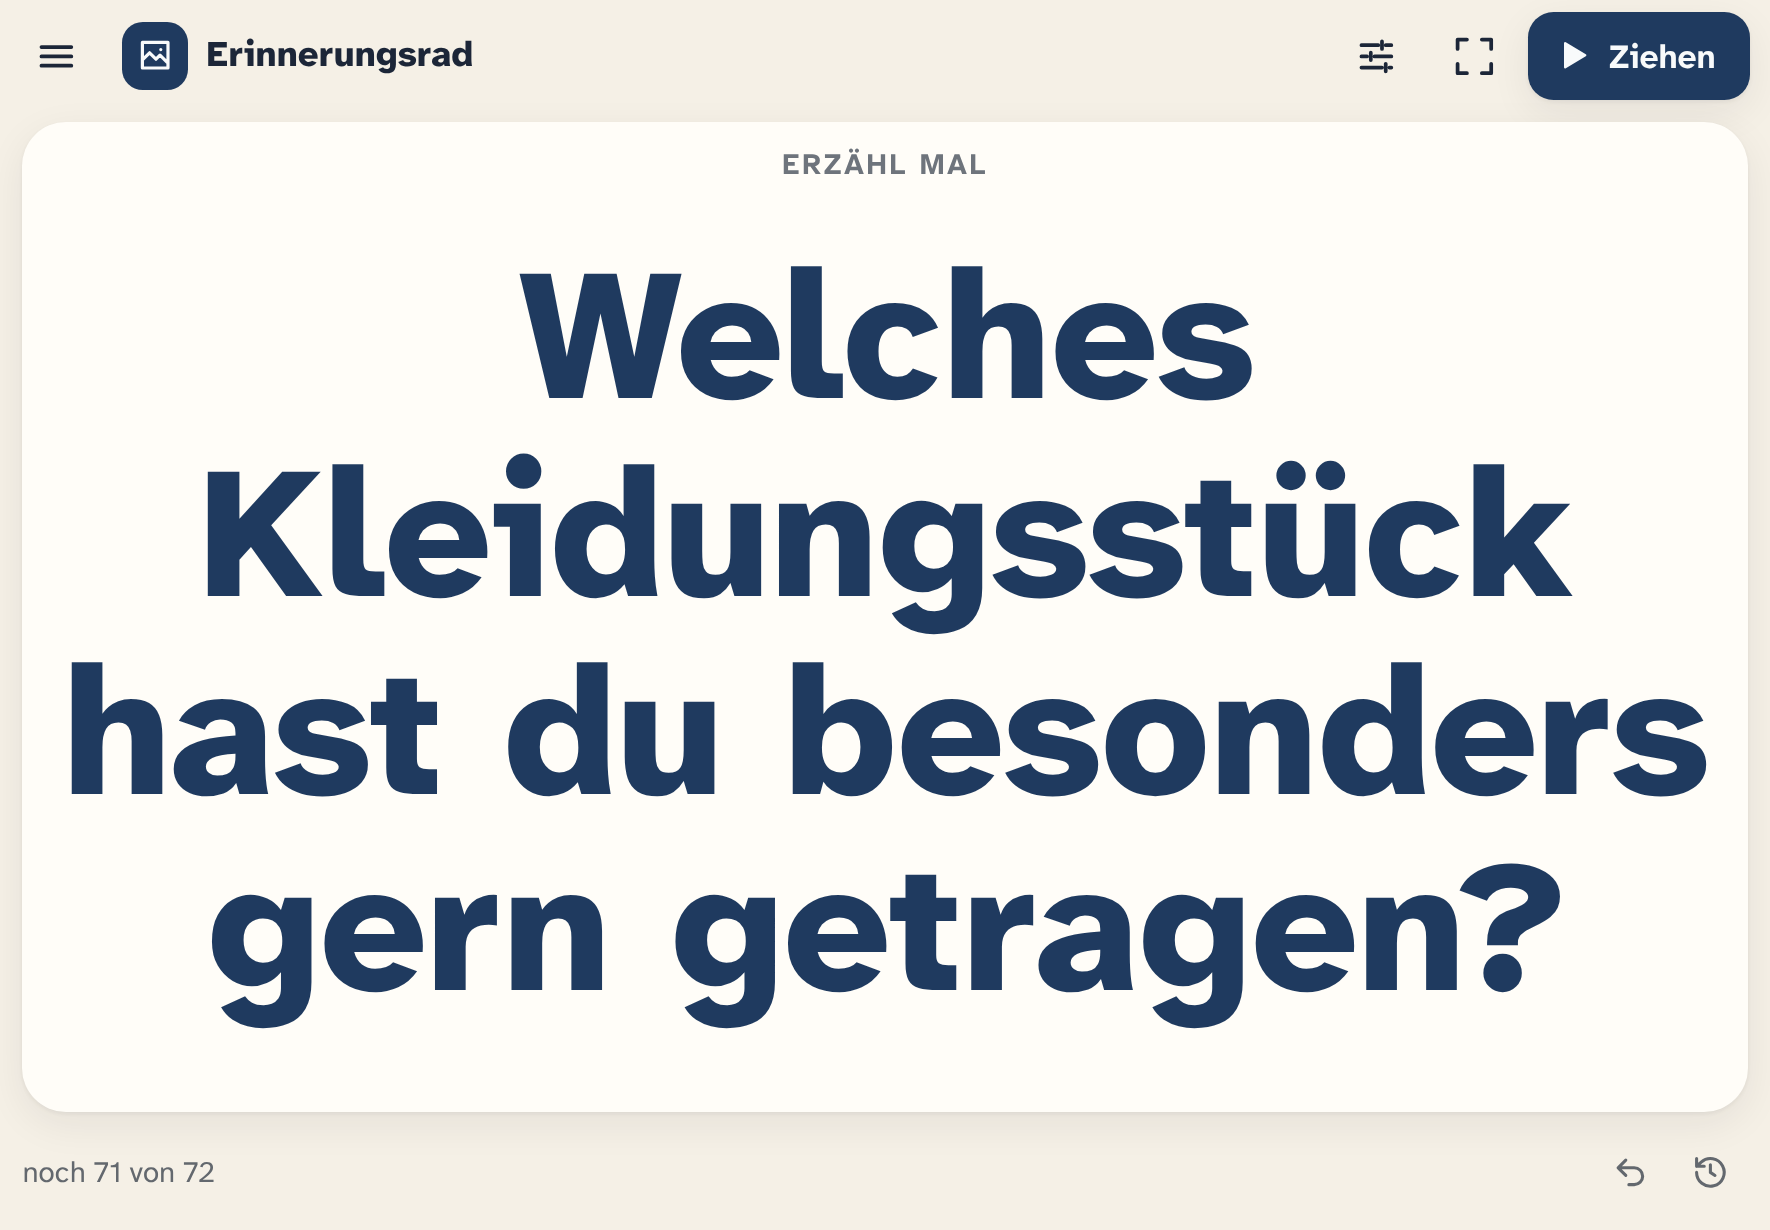 Erinnerungsrad
Ziehen
ERZÄHL MAL
Welches
Kleidungsstück
hast du besonders
gern getragen?
noch 71 von 72